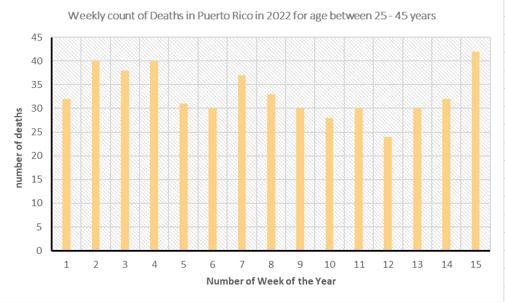 Weekly count of Deaths in Puerto Rico in 2022 for age between 25 - 45 years
number of deaths
45
40
35
30
25
20
15
10
5
0
1 2 3 4 5 6 7 8 9 10 11 12 13 14 15
Number of Week of the Year